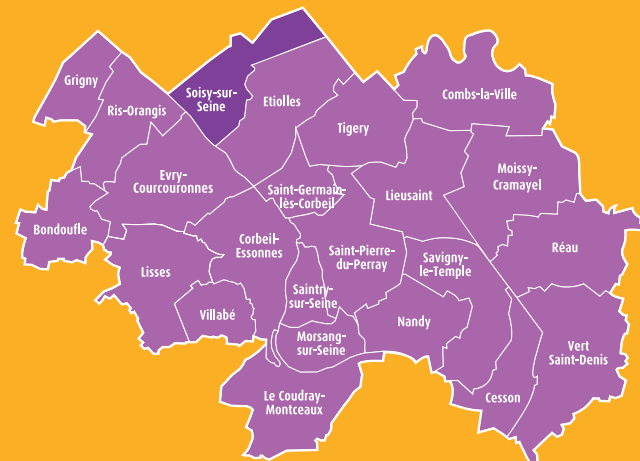 Grigny
Ris-Orangis
Soisy-sur-
Seine
Etiolles
Combs-la-Ville
Tigery
Evry-
Courcouronnes
Saint-Germain-
lès-Corbeil
Lieusaint
Moissy-
Cramayel
Bondoufle
Lisses
Corbeil-
Essonnes
Saint-Pierre-
du-Perray
Savigny-
le-Temple
Réau
Villabé
Saintry-
sur-Seine
Morsang-
sur-Seine
Nandy
Vert
Saint-Denis
Le Coudray-
Montceaux
Cesson